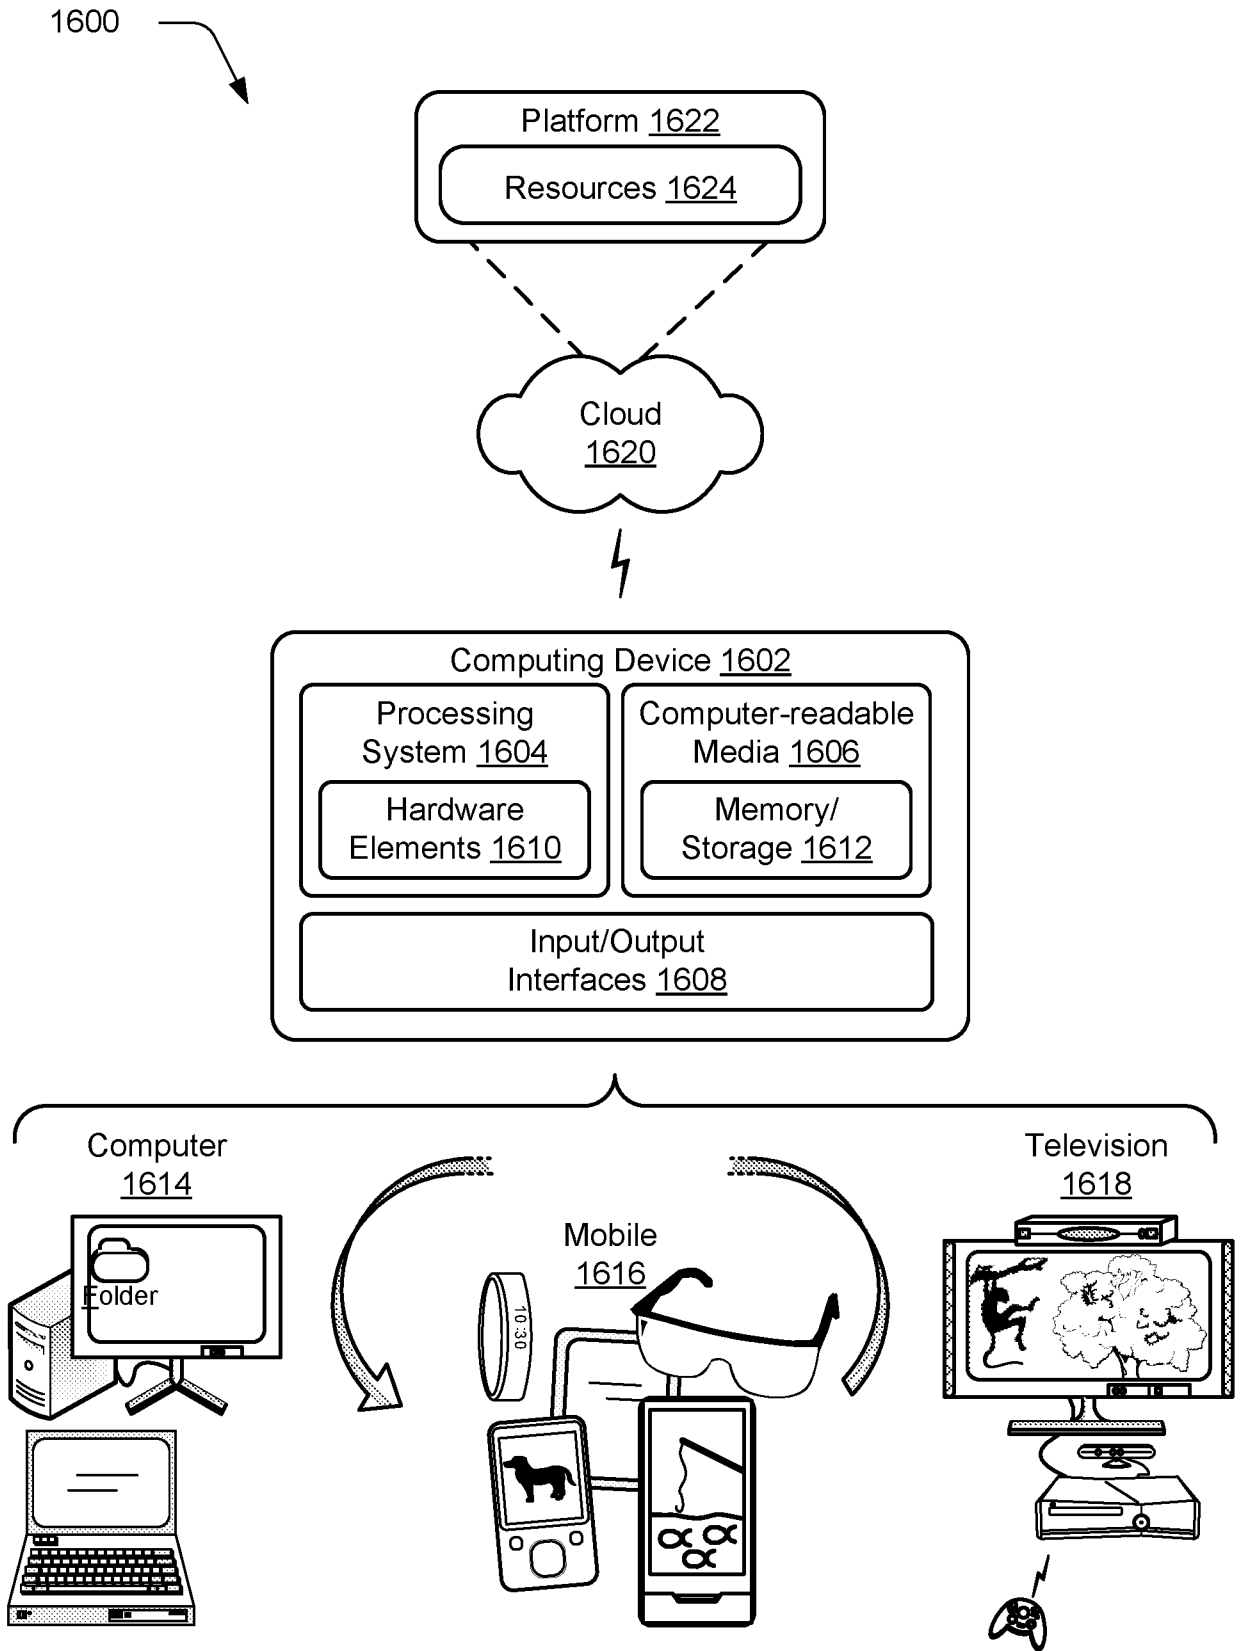 1600
Platform 1622
Resources 1624
Cloud
1620
Computing Device 1602
Processing
System 1604
Hardware
Elements 1610
Computer-readable
Media 1606
Memory/
Storage 1612
Input/Output
Interfaces 1608
Computer
1614
Folder
Mobile
1616
10:30
Television
1618